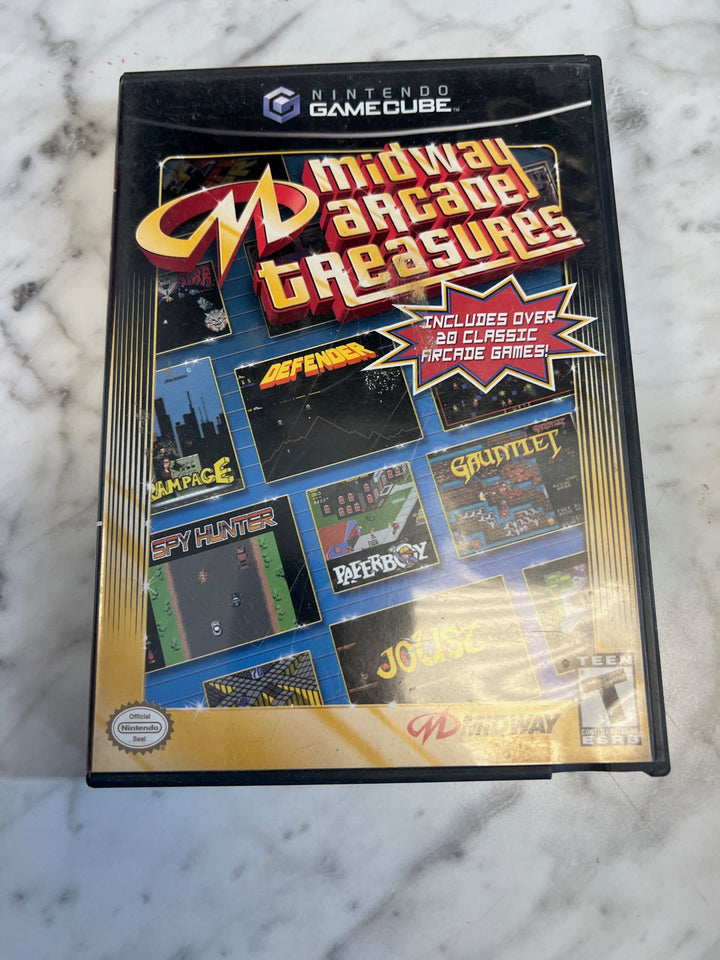 NINTENDO
GAMECUBE™
midway
arcade
treasures
INCLUDES OVER
20 CLASSIC
ARCADE GAMES!
DEFENDER
RAMPAGE
GAUNTLET
SPY HUNTER
PAPERBOY
JOUST
Official
Nintendo
Seal
MIDWAY
TEEN
T
ESRB